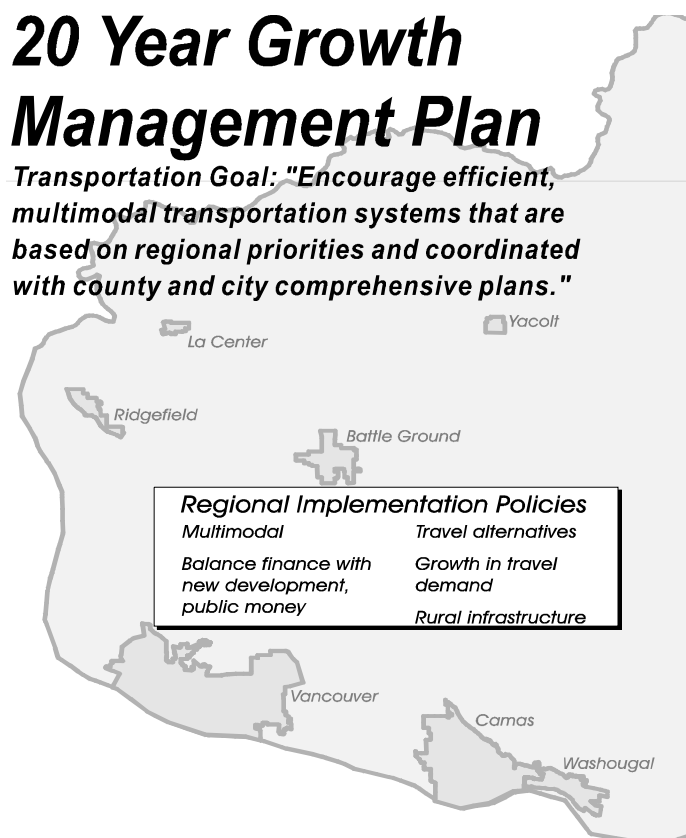 20 Year Growth
Management Plan
Transportation Goal: "Encourage efficient,
multimodal transportation systems that are
based on regional priorities and coordinated
with county and city comprehensive plans."
Yacolt
La Center
Ridgefield
Battle Ground
Regional Implementation Policies
Multimodal
Balance finance with
new development,
public money
Travel alternatives
Growth in travel
demand
Rural infrastructure
Vancouver
Camas
Washougal